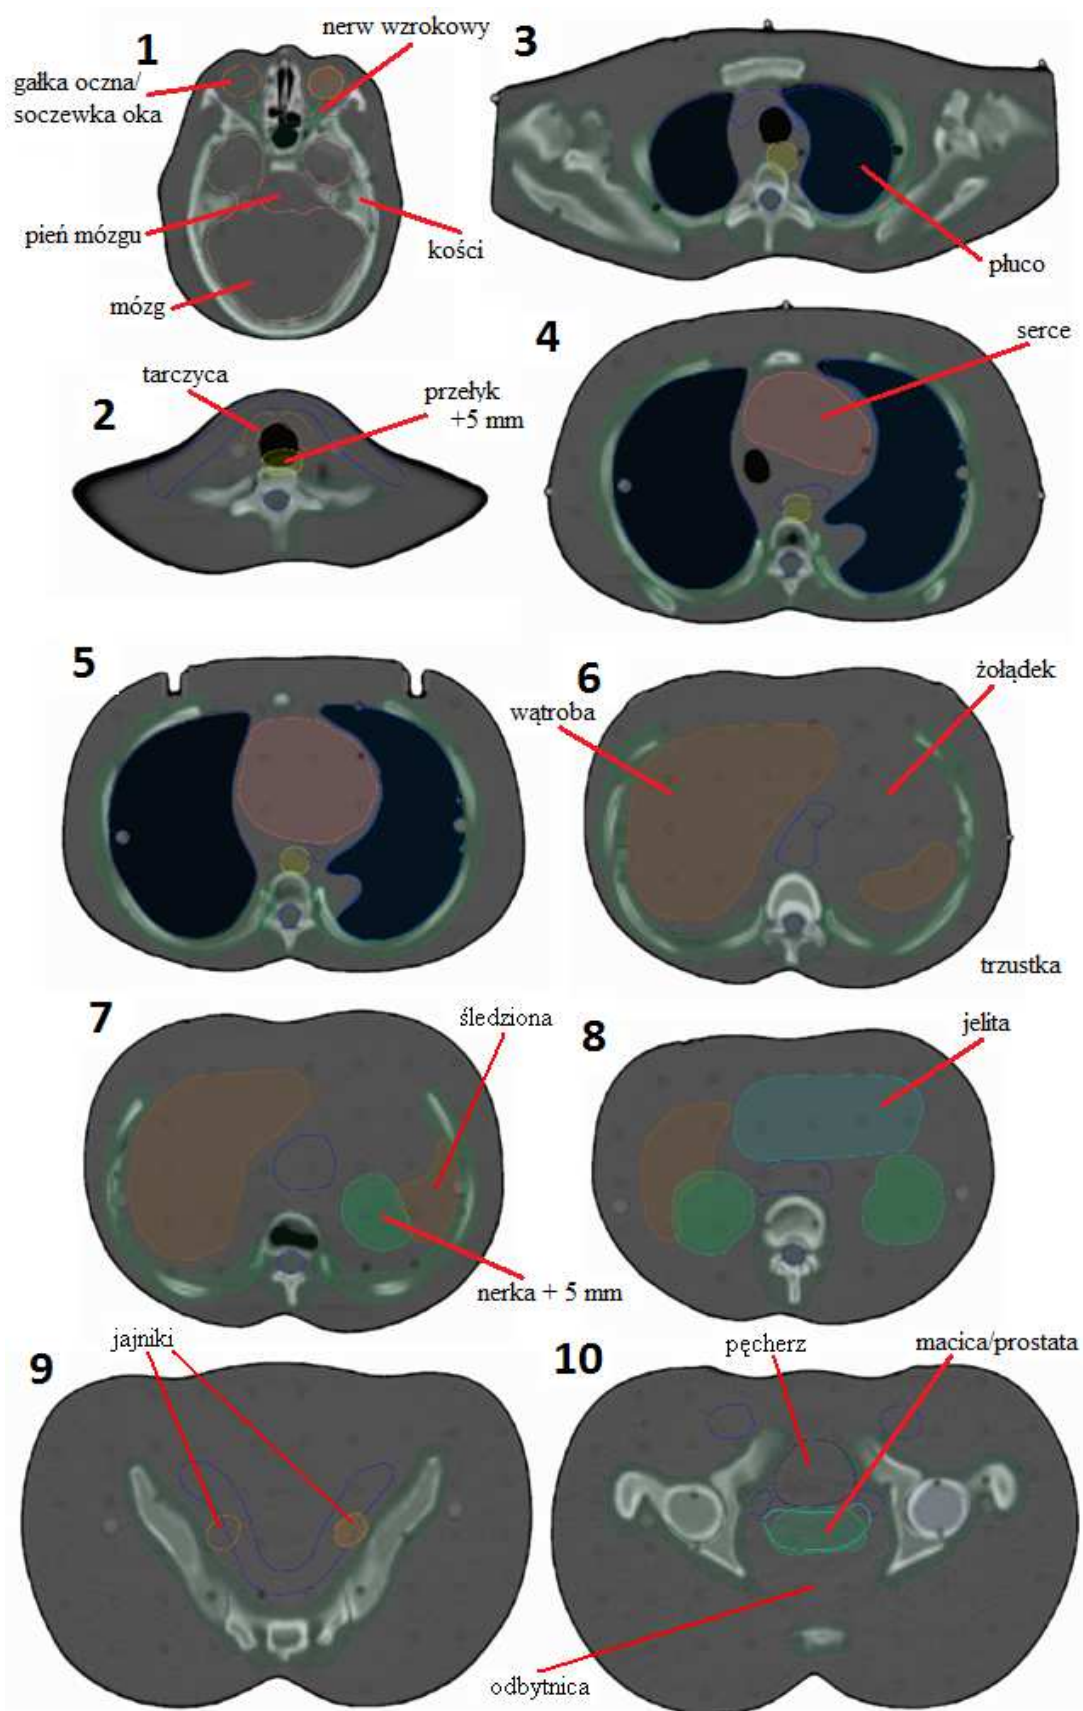 1
nerw wzrokowy
gałka oczna/
soczewka oka
pień mózgu
kości
mózg
3
płuco
2
tarczyca
przełyk
+5 mm
4
serce
5
6
wątroba
żołądek
trzustka
7
śledziona
nerka + 5 mm
8
jelita
9
jajniki
10
pęcherz
macica/prostata
odbytnica